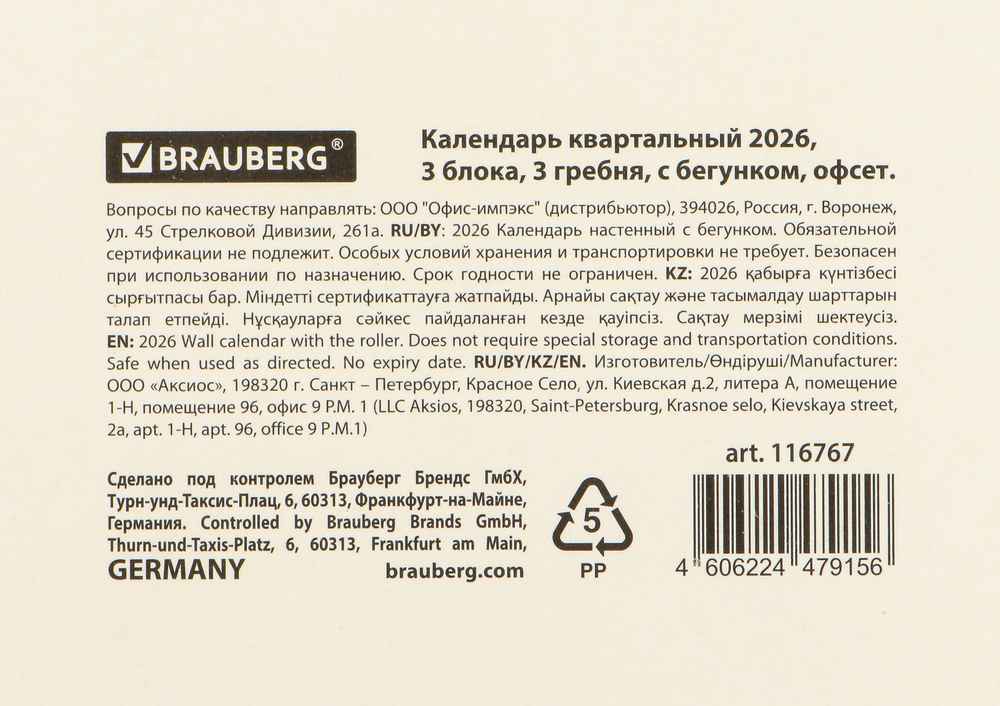 BRAUBERG®
Календарь квартальный 2026,
3 блока, 3 гребня, с бегунком, офсет.
Вопросы по качеству направлять: ООО "Офис-импэкс" (дистрибьютор), 394026, Россия, г. Воронеж,
ул. 45 Стрелковой Дивизии, 261а. RU/BY: 2026 Календарь настенный с бегунком. Обязательной
сертификации не подлежит. Особых условий хранения и транспортировки не требует. Безопасен
при использовании по назначению. Срок годности не ограничен. KZ: 2026 қабырға күнтізбесі
сырғытпасы бар. Міндетті сертификаттауға жатпайды. Арнайы сақтау және тасымалдау шарттарын
талап етпейді. Нұсқауларға сәйкес пайдаланған кезде қауіпсіз. Сақтау мерзімі шектеусіз.
EN: 2026 Wall calendar with the roller. Does not require special storage and transportation conditions.
Safe when used as directed. No expiry date. RU/BY/KZ/EN. Изготовитель/Өндіруші/Manufacturer:
ООО «Аксиос», 198320 г. Санкт – Петербург, Красное Село, ул. Киевская д.2, литера А, помещение
1-Н, помещение 96, офис 9 Р.М. 1 (LLC Aksios, 198320, Saint-Petersburg, Krasnoe selo, Kievskaya street,
2a, apt. 1-H, apt. 96, office 9 P.M.1)
art. 116767
Сделано под контролем Брауберг Брендс ГмбХ,
Турн-унд-Таксис-Плац, 6, 60313, Франкфурт-на-Майне,
Германия. Controlled by Brauberg Brands GmbH,
Thurn-und-Taxis-Platz, 6, 60313, Frankfurt am Main,
GERMANY brauberg.com
5
PP
4 606224 479156